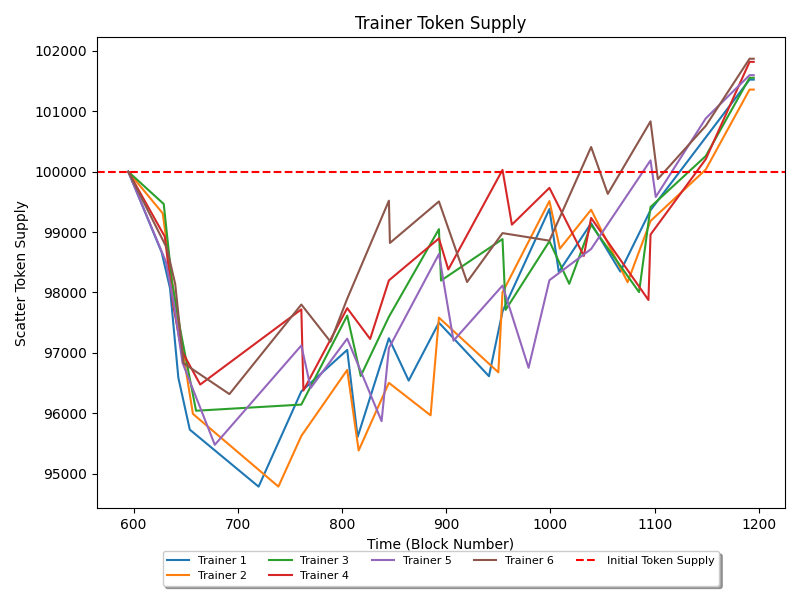 Trainer Token Supply
Scatter Token Supply
102000
101000
100000
99000
98000
97000
96000
95000
600 700 800 900 1000 1100 1200
Time (Block Number)
Trainer 1 Trainer 3 Trainer 5 Trainer 6 Initial Token Supply
Trainer 2 Trainer 4